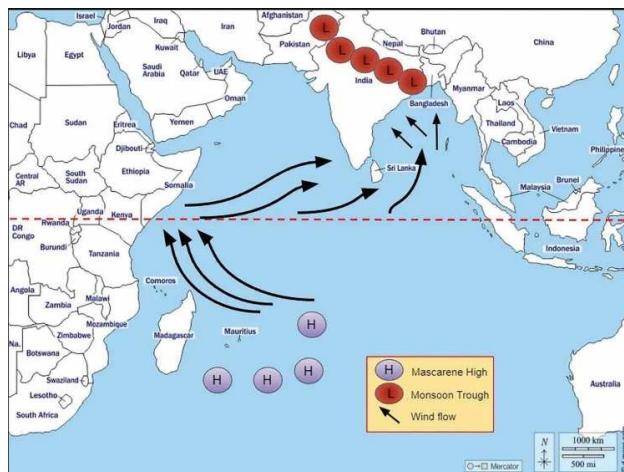 Israel
Jordan
Iraq
Iran
Afghanistan
Kuwait
Pakistan
Nepal
Bhutan
China
Libya
Egypt
Saudi
Arabia
Qatar
UAE
Oman
India
Bangladesh
Myanmar
Laos
Thailand
Vietnam
Cambodia
Philippine
Chad
Sudan
Eritrea
Yemen
Djibouti
Ethiopia
Somalia
Central
AR
South
Sudan
Sri Lanka
Malaysia
Brunei
Uganda
Kenya
DR
Congo
Rwanda
Burundi
Tanzania
Indonesia
Angola
Zambia
Malawi
Comoros
Mozambique
Zimbabwe
Madagascar
Mauritius
Na.
Botswana
Swaziland
Lesotho
South Africa
Australia
L
L
L
L
L
H
H
H
H
H Mascarene High
L Monsoon Trough
Wind flow
N
1000 km
500 mi
Mercator